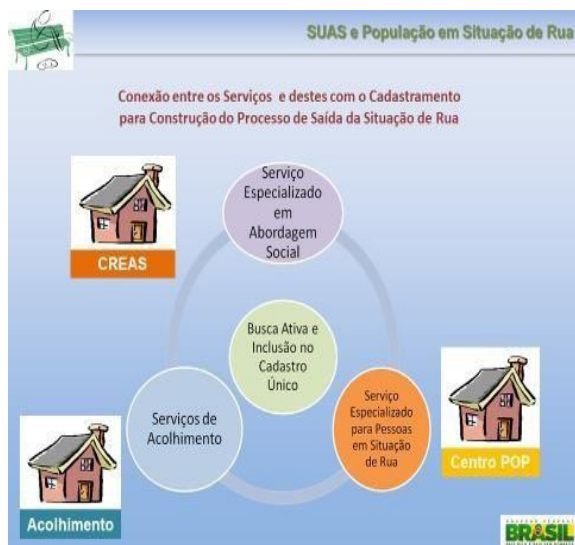 SUAS e População em Situação de Rua
Conexão entre os Serviços e destes com o Cadastramento
para Construção do Processo de Saída da Situação de Rua
Serviço
Especializado
em
Abordagem
Social
CREAS
Busca Ativa e
Inclusão no
Cadastro
Único
Serviços de
Acolhimento
Serviço
Especializado
para Pessoas
em Situação
de Rua
Centro POP
Acolhimento
BRASIL